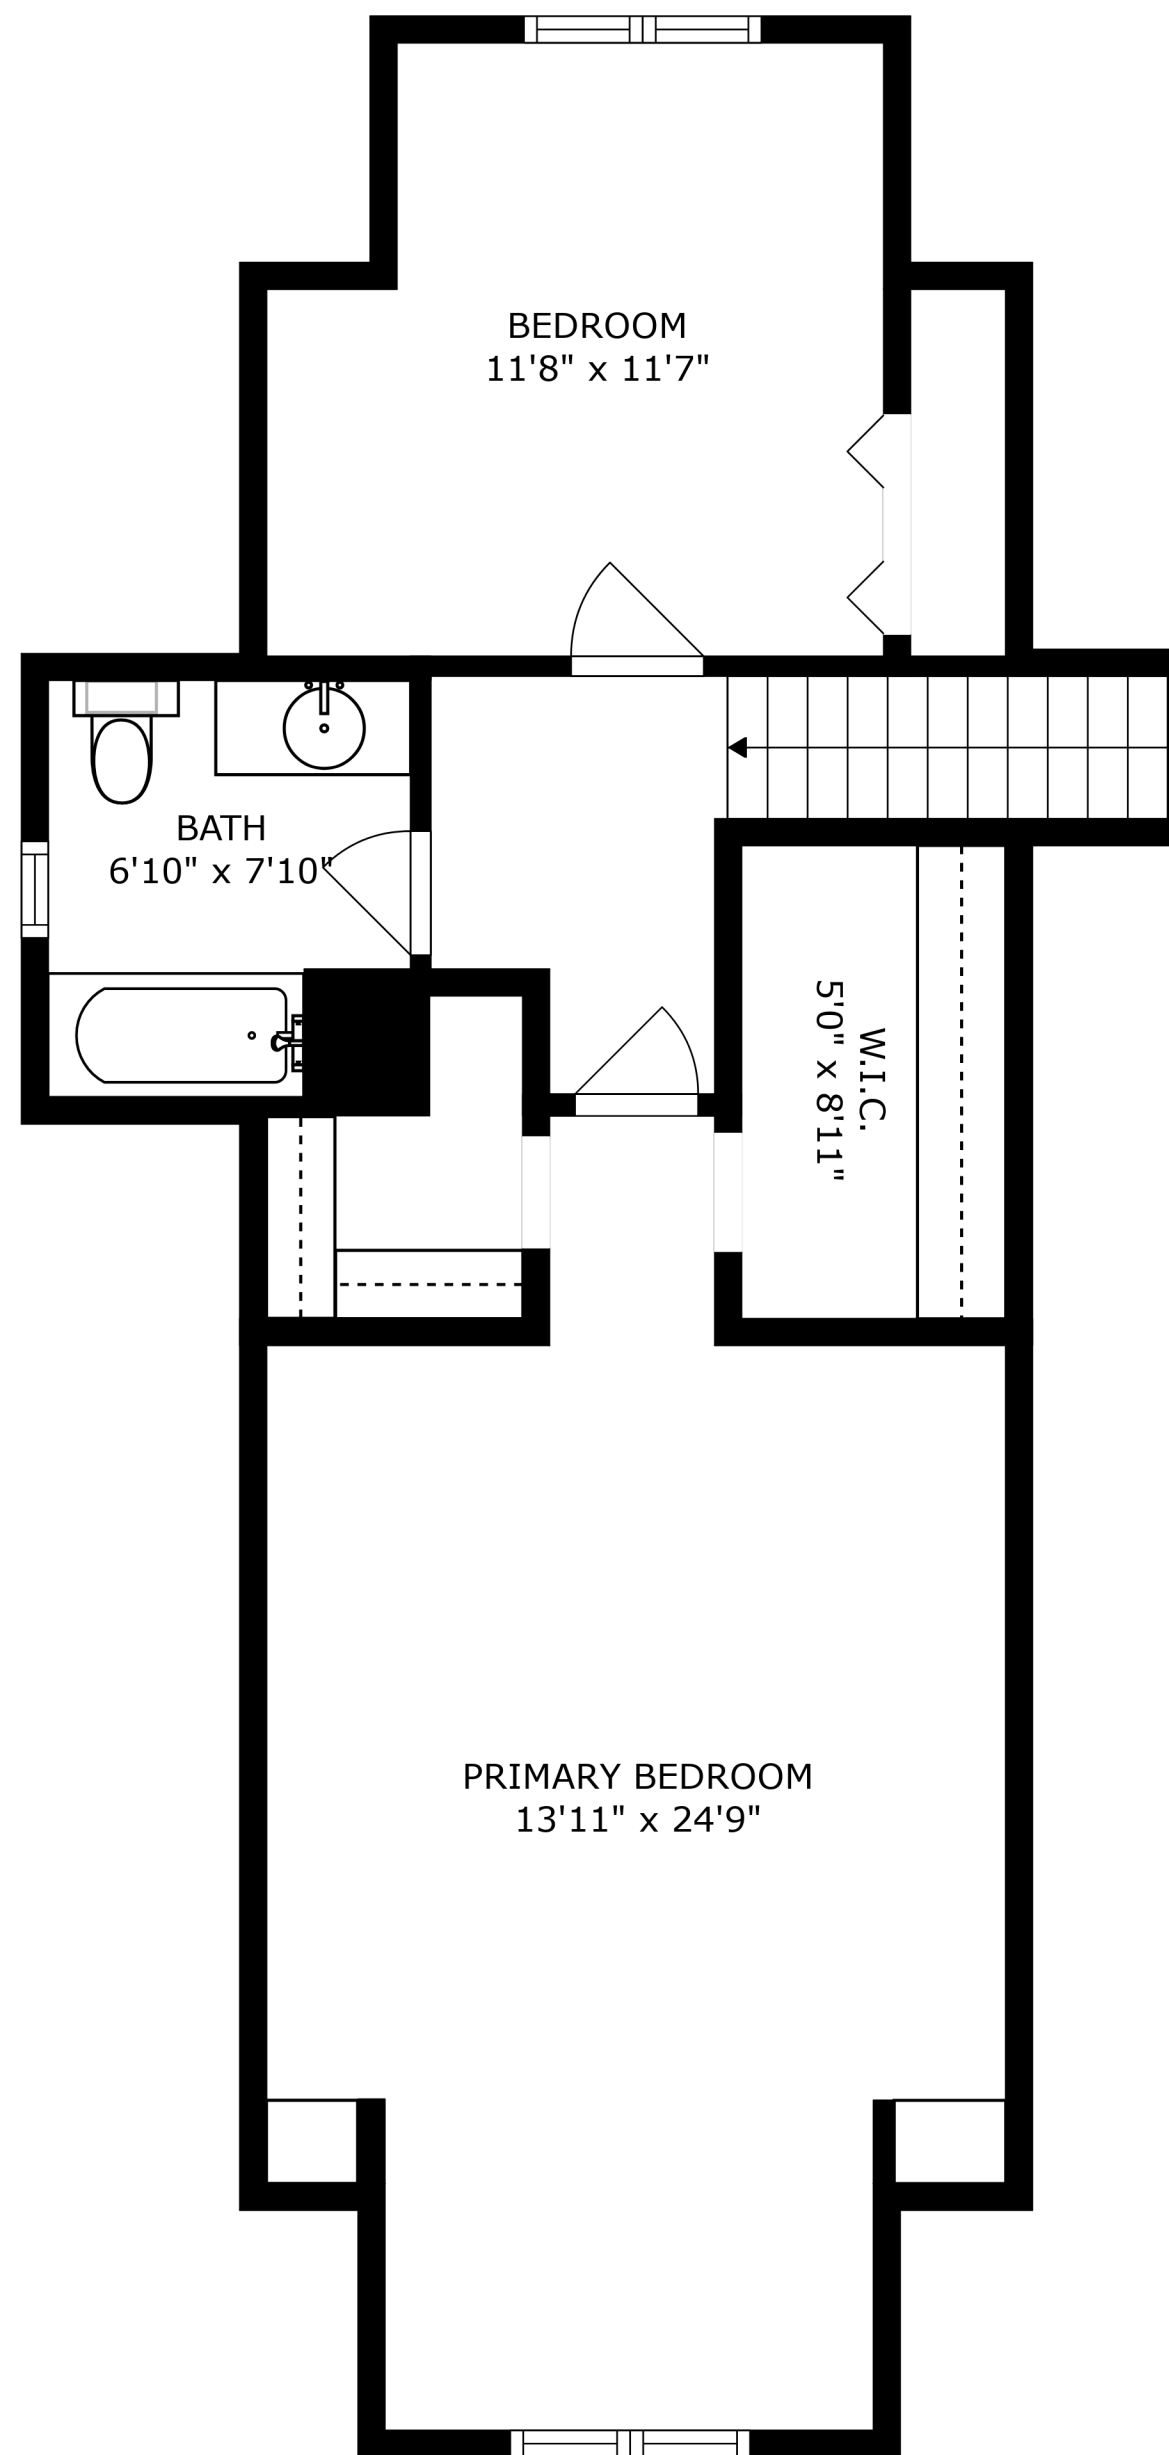 BEDROOM
11'8" x 11'7"
BATH
6'10" x 7'10"
W.I.C.
5'0" x 8'11"
PRIMARY BEDROOM
13'11" x 24'9"